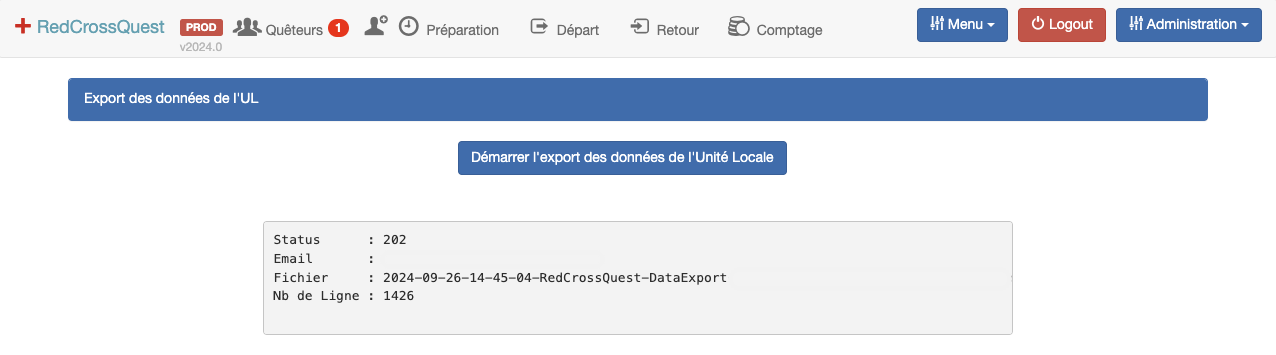 RedCrossQuest PROD Quêteurs 1 Préparation Départ Retour Comptage Menu Logout Administration
v2024.0
Export des données de l'UL
Démarrer l'export des données de l'Unité Locale
Status : 202
Email :
Fichier : 2024-09-26-14-45-04-RedCrossQuest-DataExport
Nb de Ligne : 1426